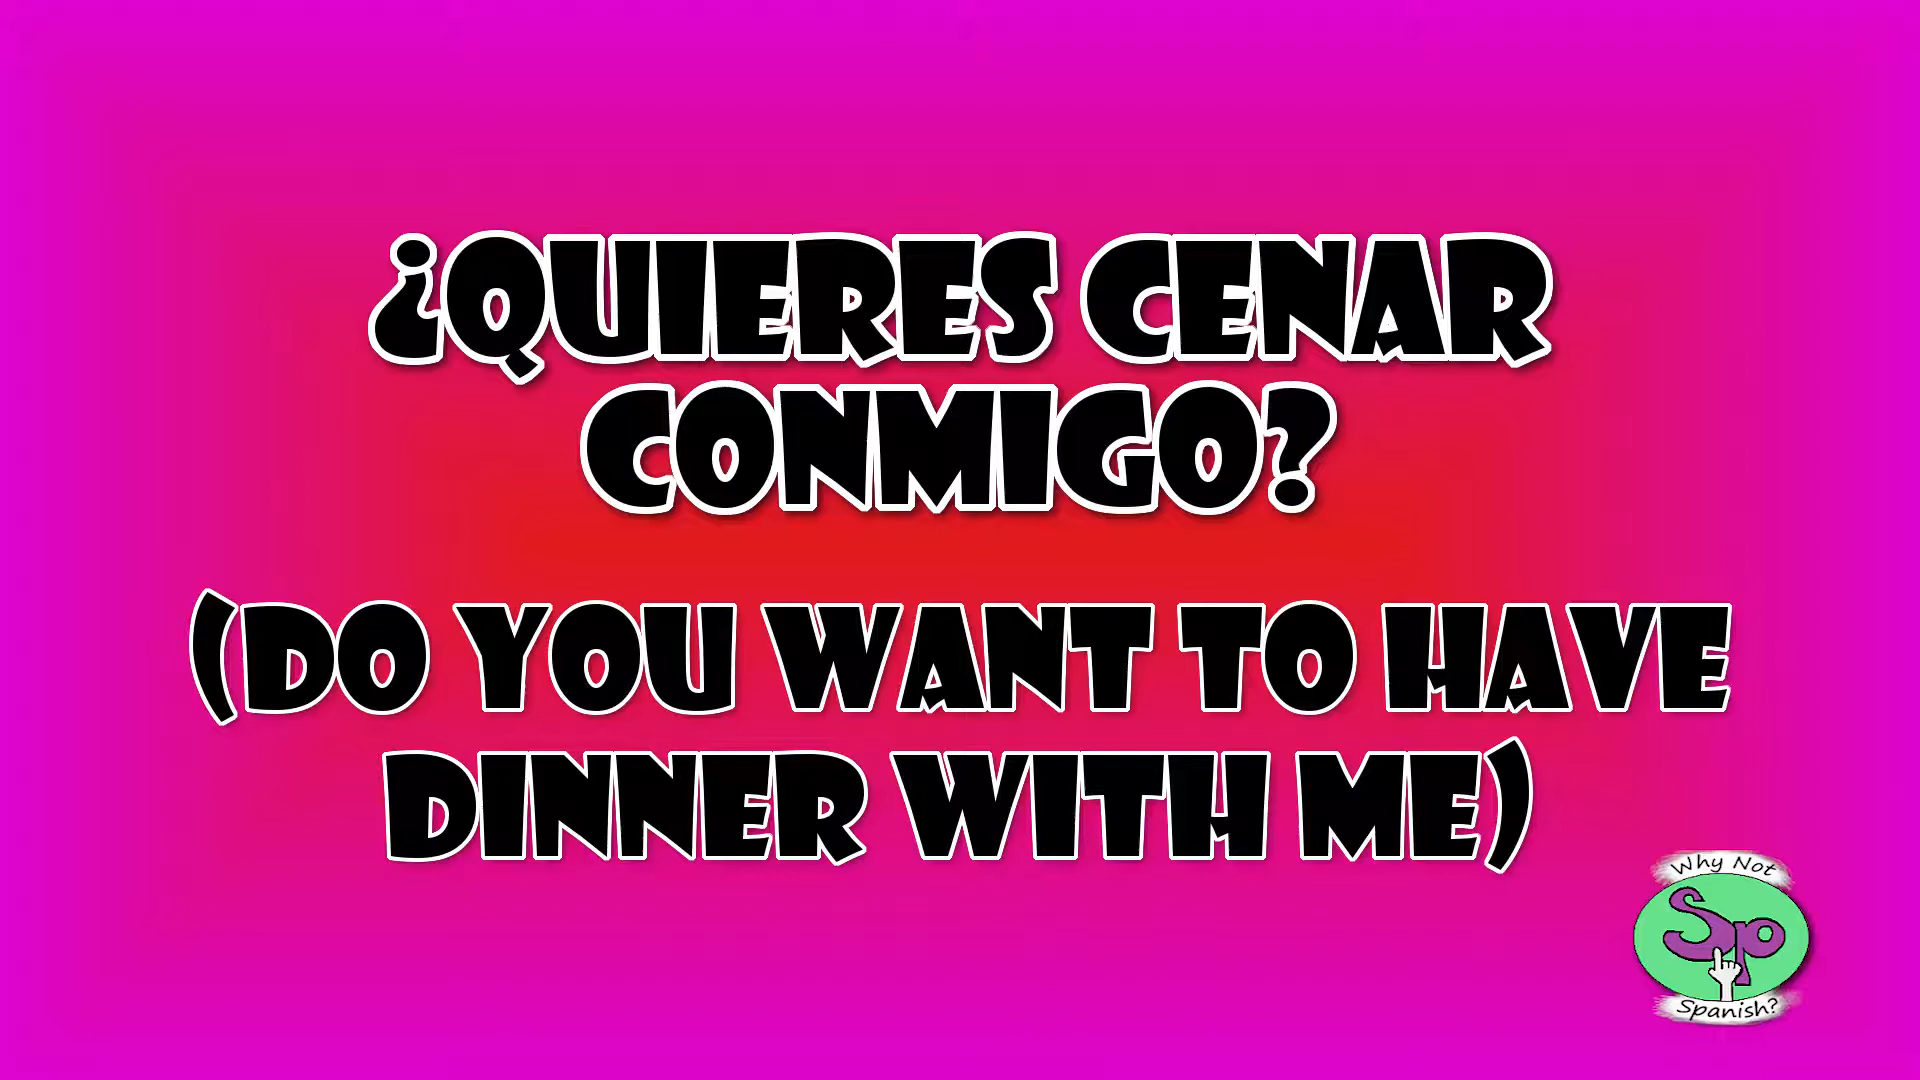 ¿QUIERES CENAR
CONMIGO?
(DO YOU WANT TO HAVE
DINNER WITH ME)
Why Not
Sp
Spanish?